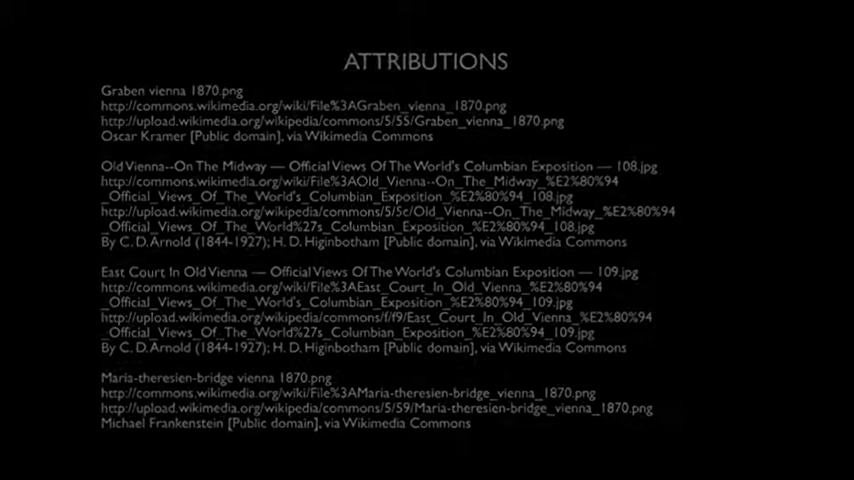 ATTRIBUTIONS
Graben vienna 1870.png
http://commons.wikimedia.org/wiki/File%3AGraben_vienna_1870.png
http://upload.wikimedia.org/wikipedia/commons/5/55/Graben_vienna_1870.png
Oscar Kramer [Public domain], via Wikimedia Commons
Old Vienna--On The Midway — Official Views Of The World's Columbian Exposition — 108.jpg
http://commons.wikimedia.org/wiki/File%3AOld_Vienna--On_The_Midway_%E2%80%94
_Official_Views_Of_The_World's_Columbian_Exposition_%E2%80%94_108.jpg
http://upload.wikimedia.org/wikipedia/commons/5/5c/Old_Vienna--On_The_Midway_%E2%80%94
_Official_Views_Of_The_World%27s_Columbian_Exposition_%E2%80%94_108.jpg
By C. D. Arnold (1844-1927); H. D. Higinbotham [Public domain], via Wikimedia Commons
East Court In Old Vienna — Official Views Of The World's Columbian Exposition — 109.jpg
http://commons.wikimedia.org/wiki/File%3AEast_Court_In_Old_Vienna_%E2%80%94
_Official_Views_Of_The_World's_Columbian_Exposition_%E2%80%94_109.jpg
http://upload.wikimedia.org/wikipedia/commons/f/f9/East_Court_In_Old_Vienna_%E2%80%94
_Official_Views_Of_The_World%27s_Columbian_Exposition_%E2%80%94_109.jpg
By C. D. Arnold (1844-1927); H. D. Higinbotham [Public domain], via Wikimedia Commons
Maria-theresien-bridge vienna 1870.png
http://commons.wikimedia.org/wiki/File%3AMaria-theresien-bridge_vienna_1870.png
http://upload.wikimedia.org/wikipedia/commons/5/59/Maria-theresien-bridge_vienna_1870.png
Michael Frankenstein [Public domain], via Wikimedia Commons